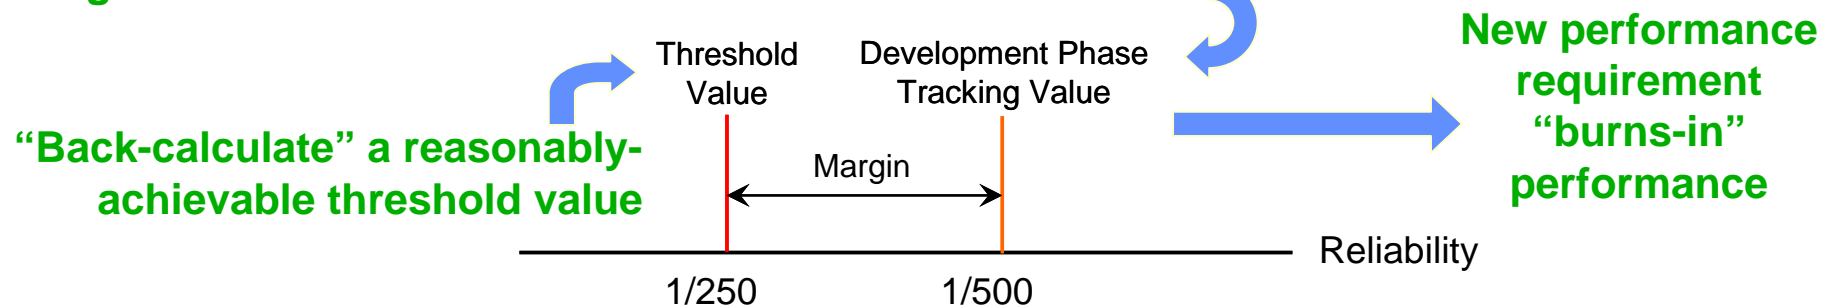 Threshold
Value
Development Phase
Tracking Value
New performance
requirement
“burns-in”
performance
“Back-calculate” a reasonably-
achievable threshold value
Margin
Reliability
1/250
1/500